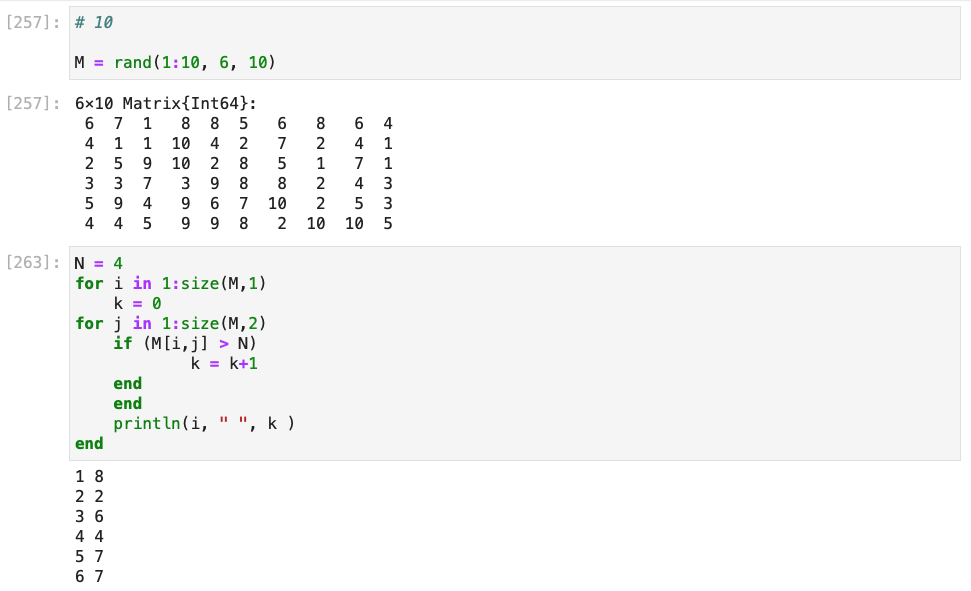 [257]: # 10
M = rand(1:10, 6, 10)
[257]: 6×10 Matrix{Int64}:
 6  7  1   8  8  5   6   8   6  4
 4  1  1  10  4  2   7   2   4  1
 2  5  9  10  2  8   5   1   7  1
 3  3  7   3  9  8   8   2   4  3
 5  9  4   9  6  7  10   2   5  3
 4  4  5   9  9  8   2  10  10  5
[263]: N = 4
for i in 1:size(M,1)
    k = 0
for j in 1:size(M,2)
    if (M[i,j] > N)
            k = k+1
    end
    end
    println(i, " ", k )
end
1 8
2 2
3 6
4 4
5 7
6 7